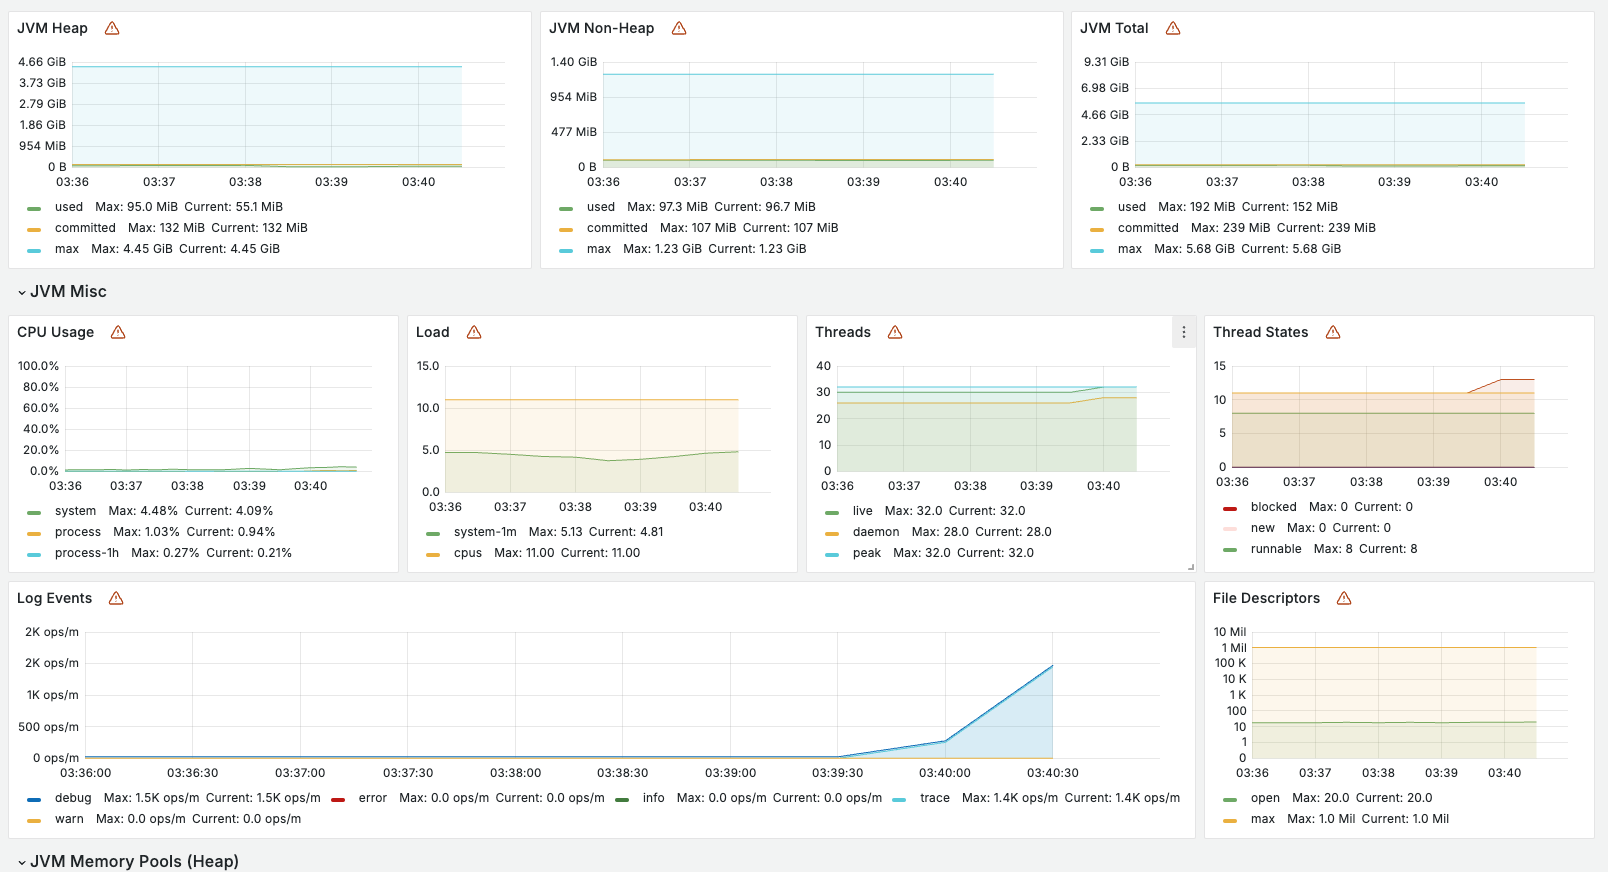 JVM Heap
4.66 GiB
3.73 GiB
2.79 GiB
1.86 GiB
954 MiB
0 B
03:36 03:37 03:38 03:39 03:40
used Max: 95.0 MiB Current: 55.1 MiB
committed Max: 132 MiB Current: 132 MiB
max Max: 4.45 GiB Current: 4.45 GiB
JVM Non-Heap
1.40 GiB
954 MiB
477 MiB
0 B
03:36 03:37 03:38 03:39 03:40
used Max: 97.3 MiB Current: 96.7 MiB
committed Max: 107 MiB Current: 107 MiB
max Max: 1.23 GiB Current: 1.23 GiB
JVM Total
9.31 GiB
6.98 GiB
4.66 GiB
2.33 GiB
0 B
03:36 03:37 03:38 03:39 03:40
used Max: 192 MiB Current: 152 MiB
committed Max: 239 MiB Current: 239 MiB
max Max: 5.68 GiB Current: 5.68 GiB
JVM Misc
CPU Usage
100.0%
80.0%
60.0%
40.0%
20.0%
0.0%
03:36 03:37 03:38 03:39 03:40
system Max: 4.48% Current: 4.09%
process Max: 1.03% Current: 0.94%
process-1h Max: 0.27% Current: 0.21%
Load
15.0
10.0
5.0
0.0
03:36 03:37 03:38 03:39 03:40
system-1m Max: 5.13 Current: 4.81
cpus Max: 11.00 Current: 11.00
Threads
40
30
20
10
0
03:36 03:37 03:38 03:39 03:40
live Max: 32.0 Current: 32.0
daemon Max: 28.0 Current: 28.0
peak Max: 32.0 Current: 32.0
Thread States
15
10
5
0
03:36 03:37 03:38 03:39 03:40
blocked Max: 0 Current: 0
new Max: 0 Current: 0
runnable Max: 8 Current: 8
Log Events
2K ops/m
2K ops/m
1K ops/m
500 ops/m
0 ops/m
03:36:00 03:36:30 03:37:00 03:37:30 03:38:00 03:38:30 03:39:00 03:39:30 03:40:00 03:40:30
debug Max: 1.5K ops/m Current: 1.5K ops/m error Max: 0.0 ops/m Current: 0.0 ops/m info Max: 0.0 ops/m Current: 0.0 ops/m trace Max: 1.4K ops/m Current: 1.4K ops/m
warn Max: 0.0 ops/m Current: 0.0 ops/m
File Descriptors
10 Mil
1 Mil
100 K
10 K
1 K
100
10
1
0
03:36 03:37 03:38 03:39 03:40
open Max: 20.0 Current: 20.0
max Max: 1.0 Mil Current: 1.0 Mil
JVM Memory Pools (Heap)